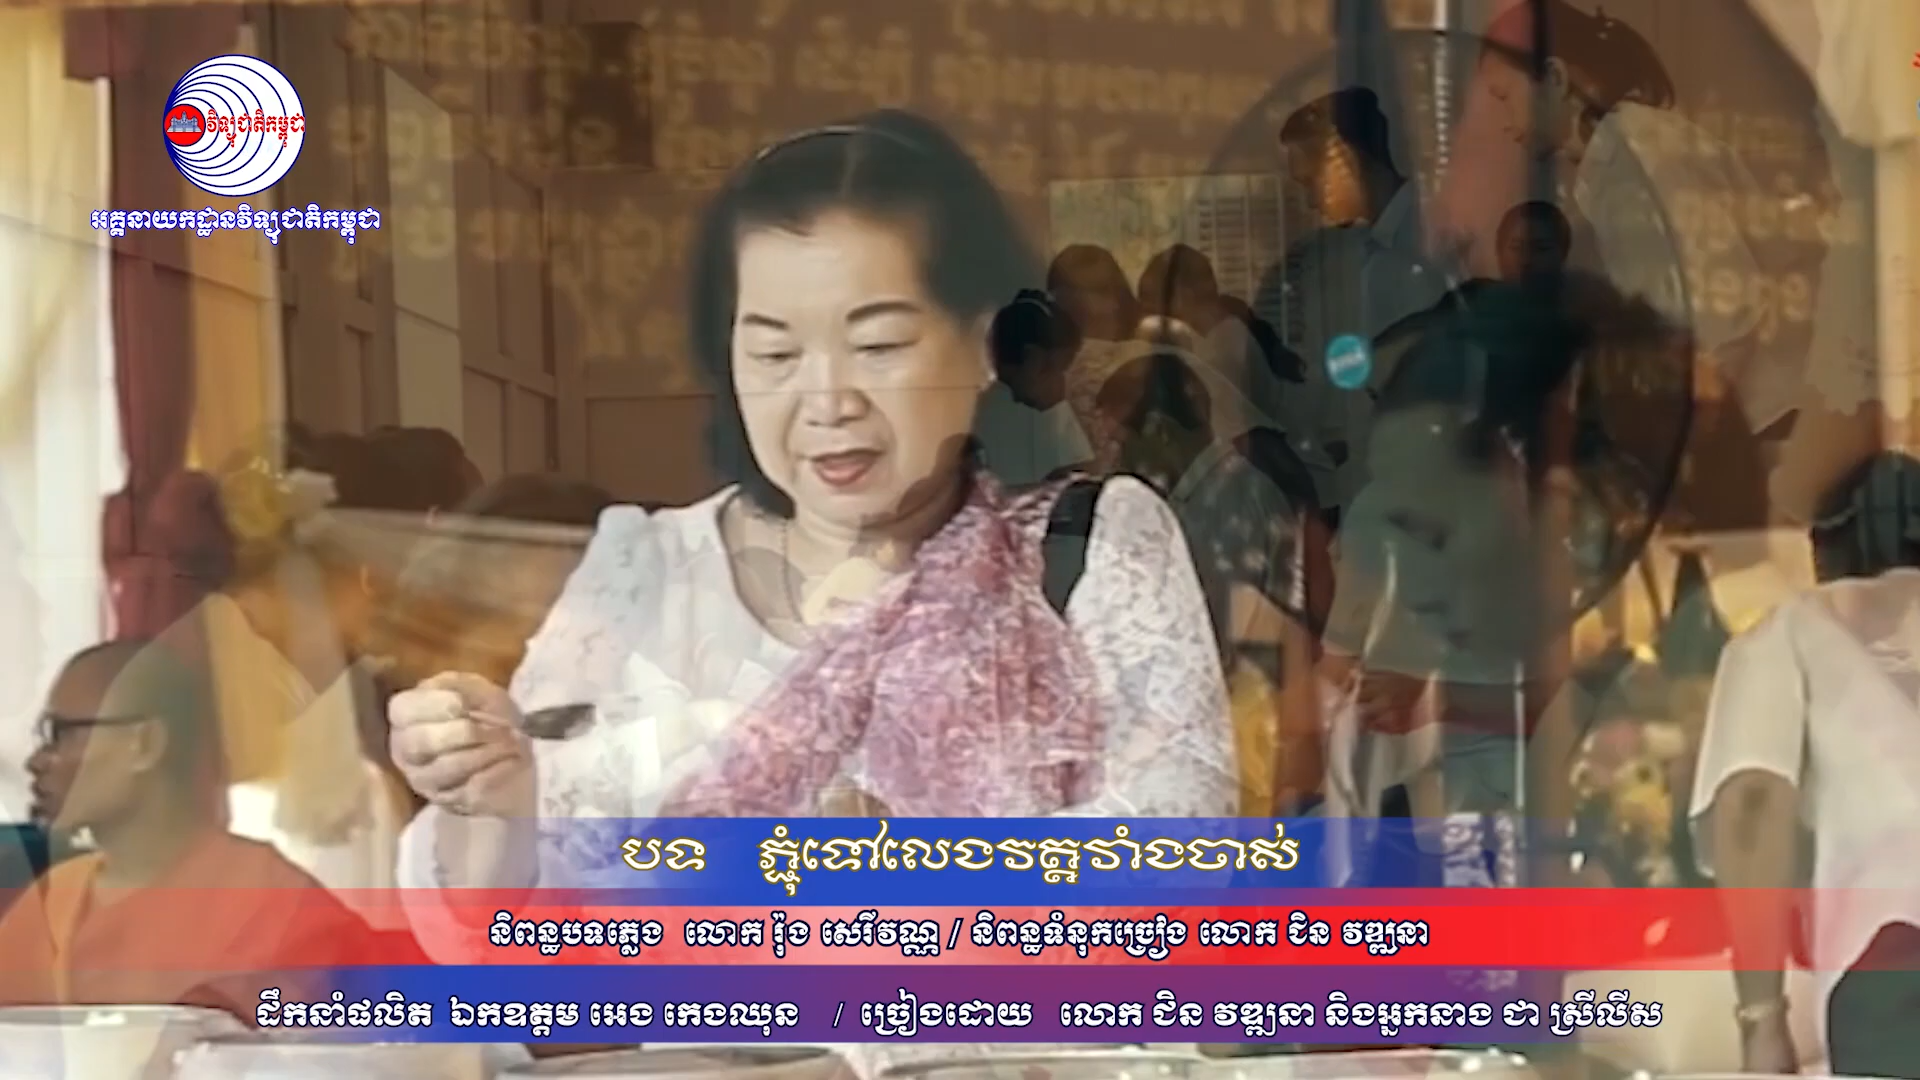 វិទ្យុជាតិកម្ពុជា
អគ្គនាយកដ្ឋានវិទ្យុជាតិកម្ពុជា
បទ ភ្ជុំទៅលេងវត្តវាំងចាស់
និពន្ធបទភ្លេង លោក រ៉ុង សេរីវណ្ណ / និពន្ធទំនុកច្រៀង លោក ជិន វឌ្ឍនា
ដឹកនាំផលិត ឯកឧត្តម អេង កេងឈុន / ច្រៀងដោយ លោក ជិន វឌ្ឍនា និងអ្នកនាង ជា ស្រីលីស